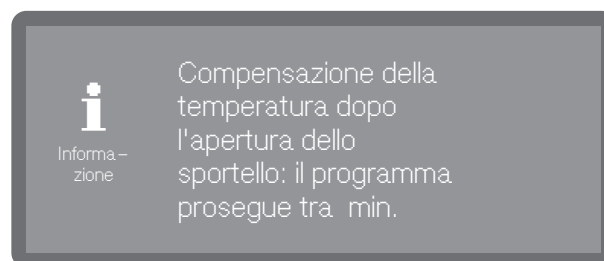 i
Informa–
zione
Compensazione della
temperatura dopo
l'apertura dello
sportello: il programma
prosegue tra  min.